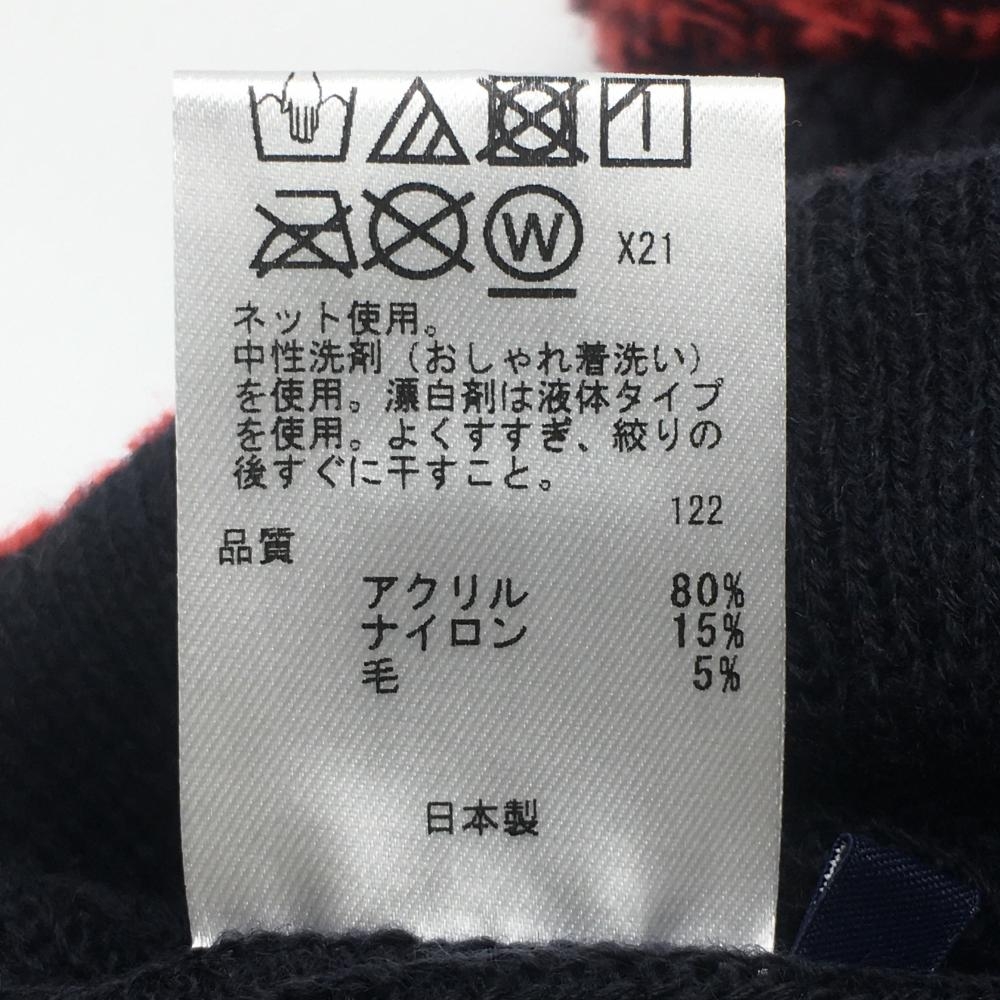 W X21
ネット使用。
中性洗剤（おしゃれ着洗い）
を使用。漂白剤は液体タイプ
を使用。よくすすぎ、絞りの
後すぐに干すこと。
122
品質
アクリル 80%
ナイロン 15%
毛 5%
日本製